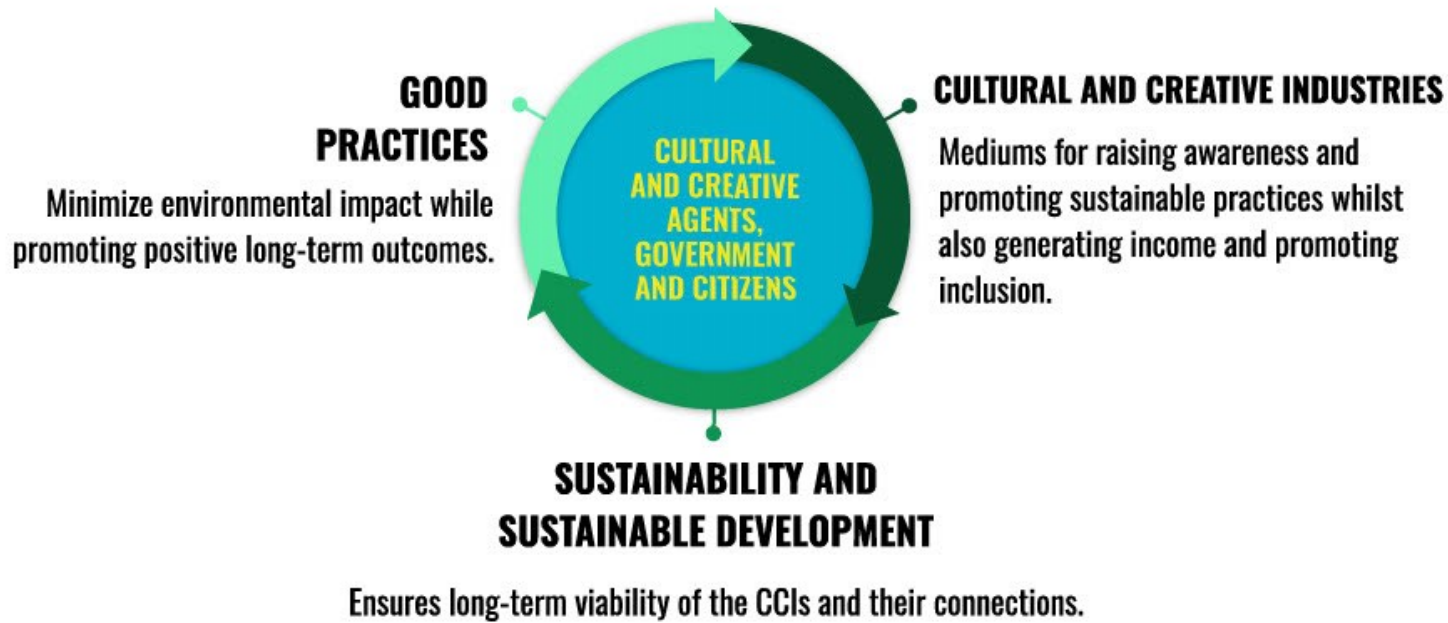 GOOD
PRACTICES
Minimize environmental impact while
promoting positive long-term outcomes.
CULTURAL
AND CREATIVE
AGENTS,
GOVERNMENT
AND CITIZENS
CULTURAL AND CREATIVE INDUSTRIES
Mediums for raising awareness and
promoting sustainable practices whilst
also generating income and promoting
inclusion.
SUSTAINABILITY AND
SUSTAINABLE DEVELOPMENT
Ensures long-term viability of the CCIs and their connections.